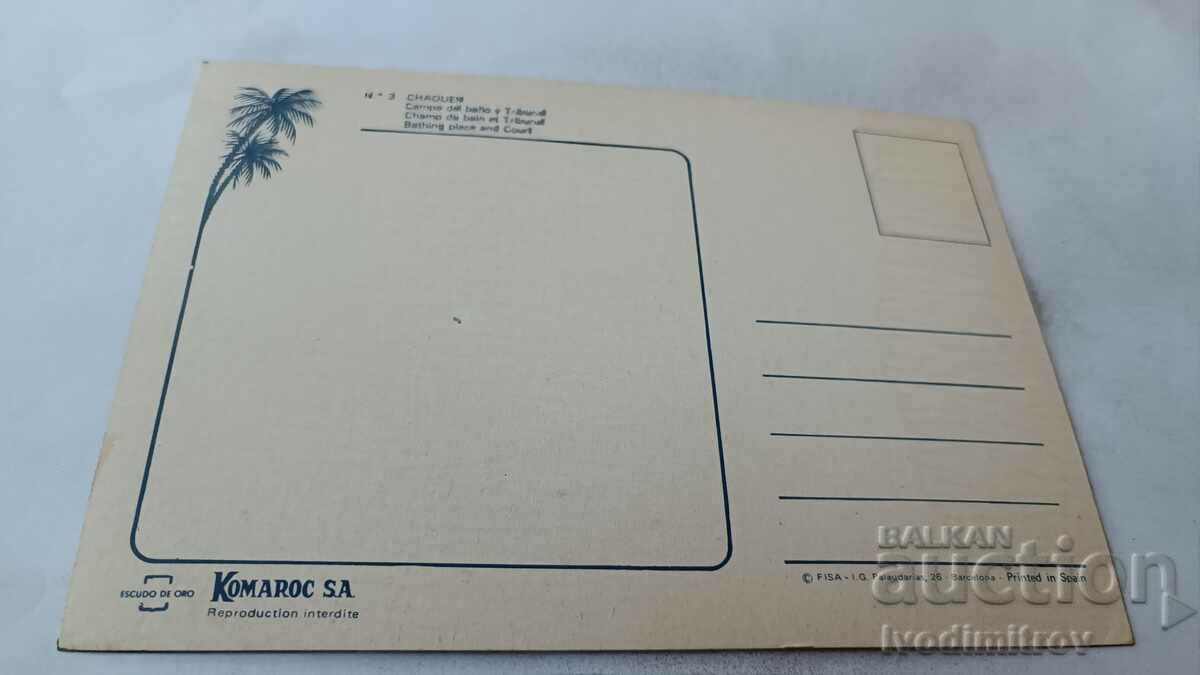 N° 3 CHAOUEN
Campo del baño y Tribunal
Champ de bain et Tribunal
Bathing place and Court
ESCUDO DE ORO
KOMAROC S.A.
Reproduction interdite
© FISA - I.G. Palaudarias, 26 - Barcelona - Printed in Spain
BALKAN
auction
Ivodimitrov